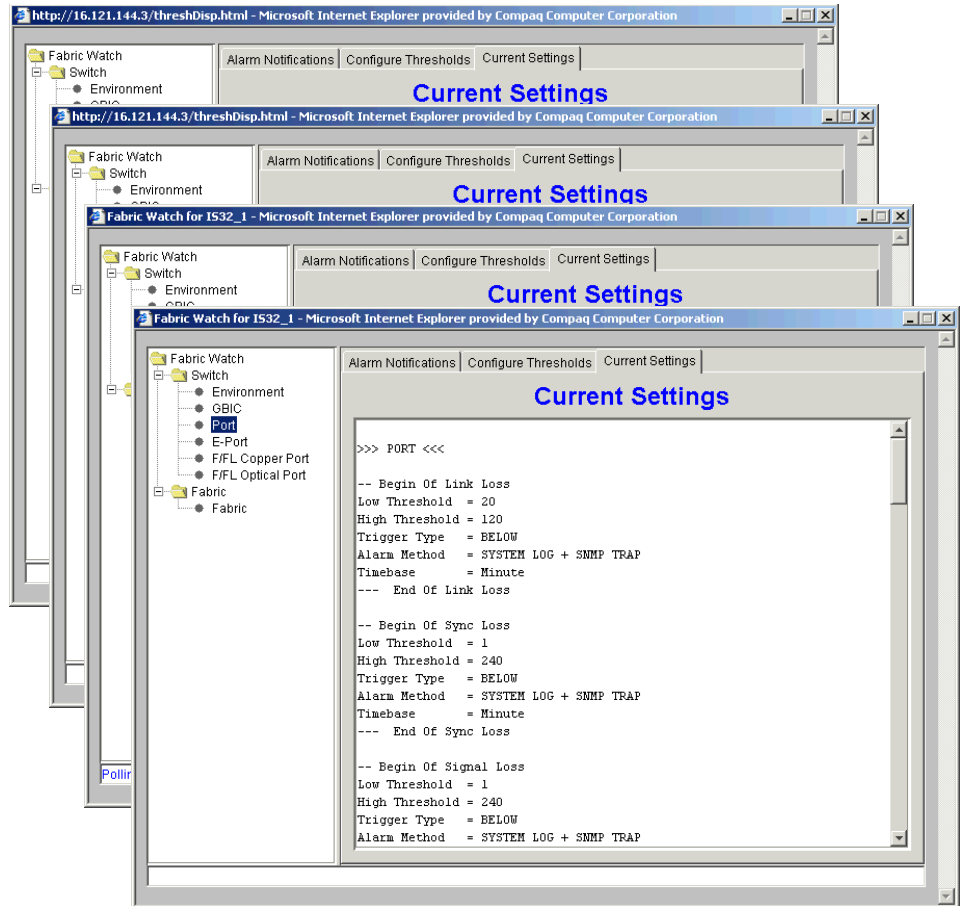 http://16.121.144.3/threshDisp.html - Microsoft Internet Explorer provided by Compaq Computer Corporation
Fabric Watch
Switch
Environment
Alarm Notifications Configure Thresholds Current Settings
Current Settings
http://16.121.144.3/threshDisp.html - Microsoft Internet Explorer provided by Compaq Computer Corporation
Fabric Watch
Switch
Environment
Alarm Notifications Configure Thresholds Current Settings
Current Settings
Fabric Watch for IS32_1 - Microsoft Internet Explorer provided by Compaq Computer Corporation
Fabric Watch
Switch
Environment
Alarm Notifications Configure Thresholds Current Settings
Current Settings
Fabric Watch for IS32_1 - Microsoft Internet Explorer provided by Compaq Computer Corporation
Fabric Watch
Switch
Environment
GBIC
Port
E-Port
F/FL Copper Port
F/FL Optical Port
Fabric
Fabric
Alarm Notifications Configure Thresholds Current Settings
Current Settings
>>> PORT <<<
-- Begin Of Link Loss
Low Threshold = 20
High Threshold = 120
Trigger Type = BELOW
Alarm Method = SYSTEM LOG + SNMP TRAP
Timebase = Minute
--- End Of Link Loss
-- Begin Of Sync Loss
Low Threshold = 1
High Threshold = 240
Trigger Type = BELOW
Alarm Method = SYSTEM LOG + SNMP TRAP
Timebase = Minute
--- End Of Sync Loss
-- Begin Of Signal Loss
Low Threshold = 1
High Threshold = 240
Trigger Type = BELOW
Alarm Method = SYSTEM LOG + SNMP TRAP